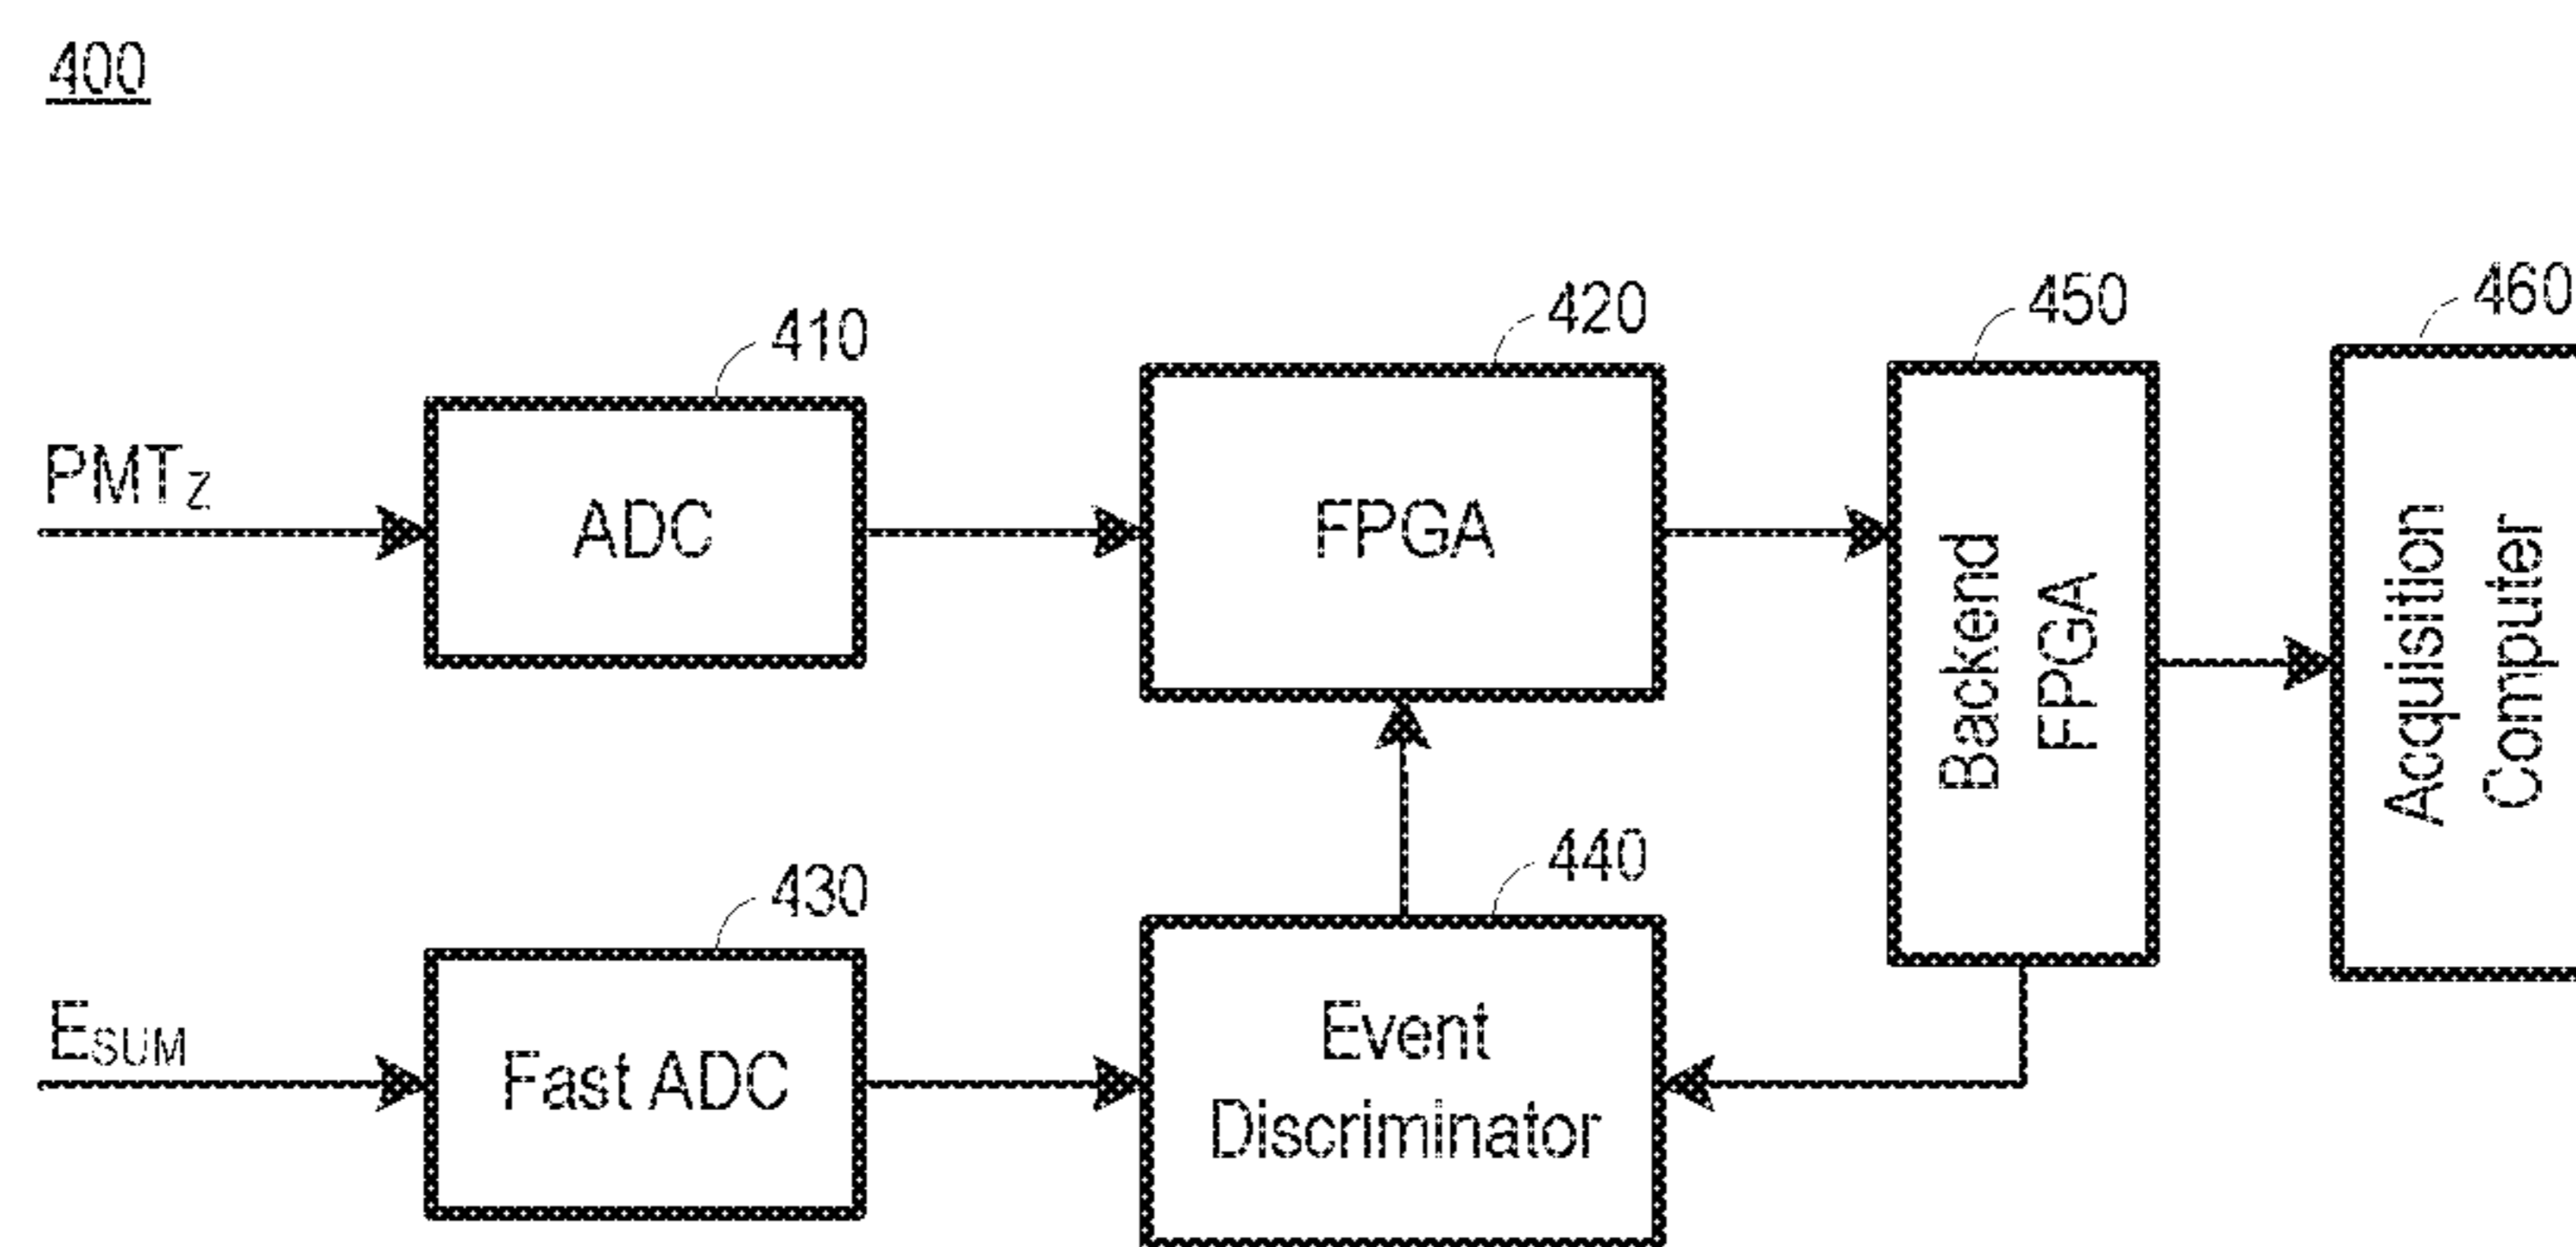 400
410
420
450
460
PMTZ
ADC
FPGA
Backend
FPGA
Acquisition
Computer
430
440
ESUM
Fast ADC
Event
Discriminator